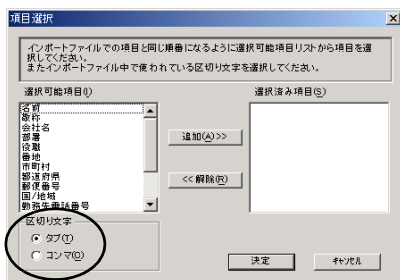 項目選択
インポートファイルでの項目と同じ順番になるように選択可能項目リストから項目を選
択してください。
またインポートファイル中で使われている区切り文字を選択してください。
選択可能項目(I)
選択済み項目(S)
名前
敬称
会社名
部署
役職
番地
市町村
都道府県
郵便番号
国/地域
勤務先電話番号
追加(A)>>
<<解除(R)
区切り文字
タブ(T)
コンマ(O)
決定
キャンセル